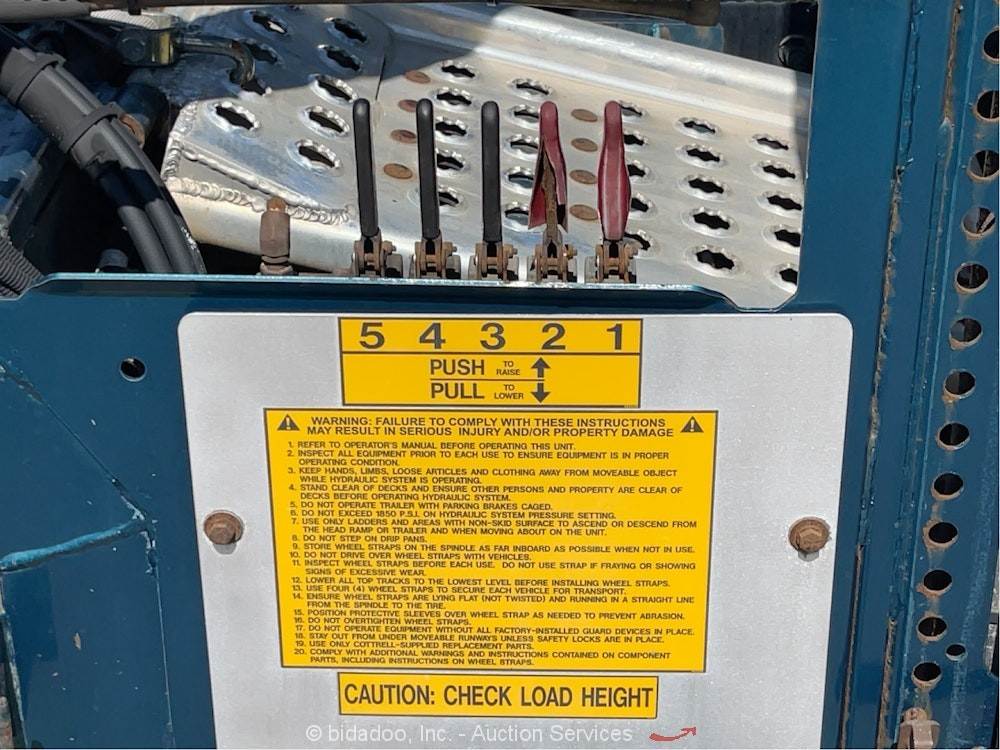 5 4 3 2 1
PUSH TO RAISE
PULL TO LOWER
WARNING: FAILURE TO COMPLY WITH THESE INSTRUCTIONS
MAY RESULT IN SERIOUS INJURY AND/OR PROPERTY DAMAGE
1. REFER TO OPERATOR'S MANUAL BEFORE OPERATING THIS UNIT.
2. INSPECT ALL EQUIPMENT PRIOR TO EACH USE TO ENSURE EQUIPMENT IS IN PROPER
OPERATING CONDITION.
3. KEEP HANDS, LIMBS, LOOSE ARTICLES AND CLOTHING AWAY FROM MOVEABLE OBJECT
WHILE HYDRAULIC SYSTEM IS OPERATING.
4. STAND CLEAR OF DECKS AND ENSURE OTHER PERSONS AND PROPERTY ARE CLEAR OF
DECKS BEFORE OPERATING HYDRAULIC SYSTEM.
5. DO NOT OPERATE TRAILER WITH PARKING BRAKES CAGED.
6. DO NOT EXCEED 1850 P.S.I. ON HYDRAULIC SYSTEM PRESSURE SETTING.
7. USE ONLY LADDERS AND AREAS WITH NON-SKID SURFACE TO ASCEND OR DESCEND FROM
THE HEAD RAMP OR TRAILER AND WHEN MOVING ABOUT ON THE UNIT.
8. DO NOT STEP ON DRIP PANS.
9. STORE WHEEL STRAPS ON THE SPINDLE AS FAR INBOARD AS POSSIBLE WHEN NOT IN USE.
10. DO NOT DRIVE OVER WHEEL STRAPS WITH VEHICLES.
11. INSPECT WHEEL STRAPS BEFORE EACH USE. DO NOT USE STRAP IF FRAYING OR SHOWING
SIGNS OF EXCESSIVE WEAR.
12. LOWER ALL TOP TRACKS TO THE LOWEST LEVEL BEFORE INSTALLING WHEEL STRAPS.
13. USE FOUR (4) WHEEL STRAPS TO SECURE EACH VEHICLE FOR TRANSPORT.
14. ENSURE WHEEL STRAPS ARE LYING FLAT (NOT TWISTED) AND RUNNING IN A STRAIGHT LINE
FROM THE SPINDLE TO THE TIRE.
15. POSITION PROTECTIVE SLEEVES OVER WHEEL STRAP AS NEEDED TO PREVENT ABRASION.
16. DO NOT OVERTIGHTEN WHEEL STRAPS.
17. DO NOT OPERATE EQUIPMENT WITHOUT ALL FACTORY-INSTALLED GUARD DEVICES IN PLACE.
18. STAY OUT FROM UNDER MOVEABLE RUNWAYS UNLESS SAFETY LOCKS ARE IN PLACE.
19. USE ONLY COTTRELL-SUPPLIED REPLACEMENT PARTS.
20. COMPLY WITH ADDITIONAL WARNINGS AND INSTRUCTIONS CONTAINED ON COMPONENT
PARTS, INCLUDING INSTRUCTIONS ON WHEEL STRAPS.
CAUTION: CHECK LOAD HEIGHT
© bidadoo, Inc. - Auction Services